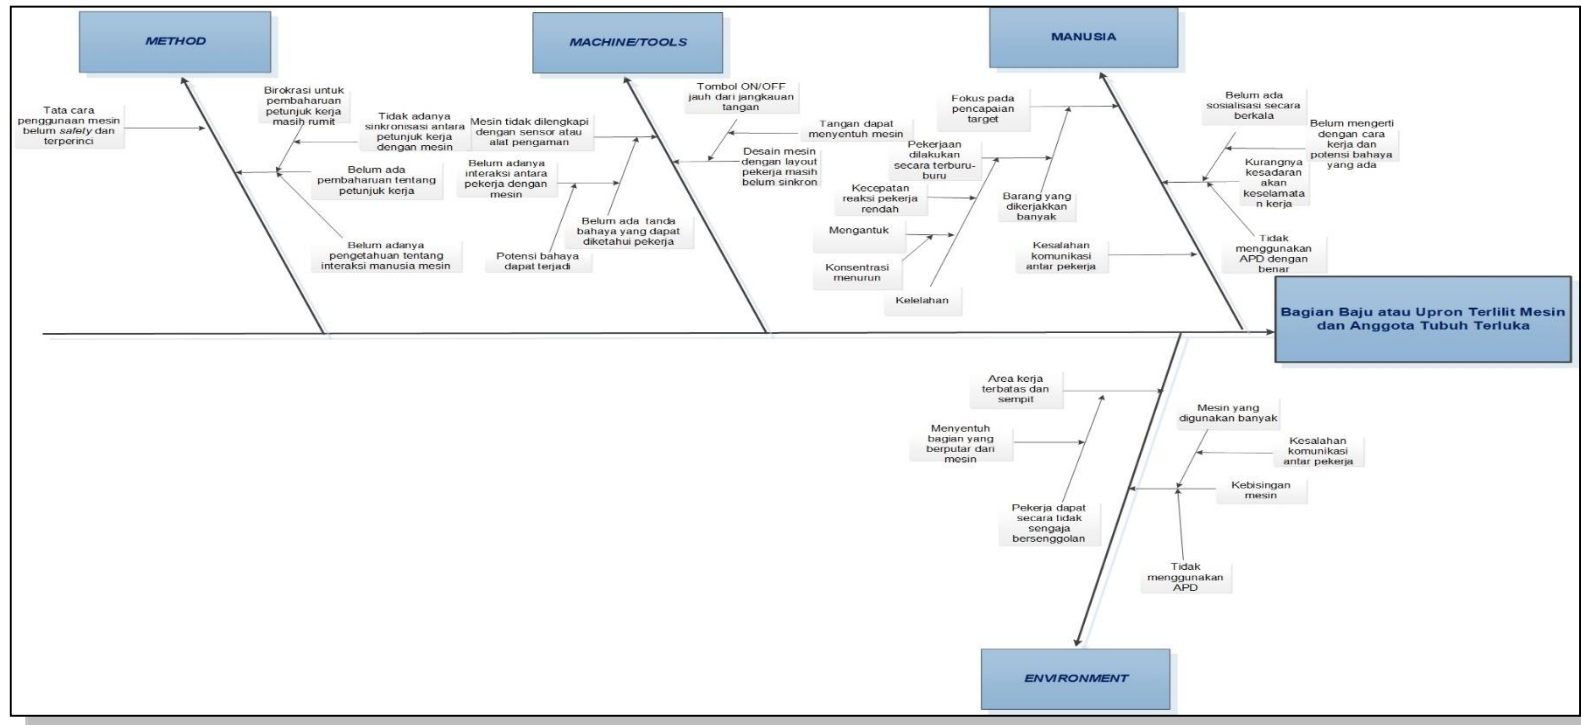 METHOD
MACHINE/TOOLS
MANUSIA
Tata cara
penggunaan mesin
belum safety dan
terperinci
Birokrasi untuk
pembaharuan
petunjuk kerja
masih rumit
Tidak adanya
sinkronisasi antara
petunjuk kerja
dengan mesin
Belum ada
pembaharuan tentang
petunjuk kerja
Belum adanya
pengetahuan tentang
interaksi manusia mesin
Mesin tidak dilengkapi
dengan sensor atau
alat pengaman
Belum adanya
interaksi antara
pekerja dengan
mesin
Belum ada tanda
bahaya yang dapat
diketahui pekerja
Potensi bahaya
dapat terjadi
Tombol ON/OFF
jauh dari jangkauan
tangan
Tangan dapat
menyentuh mesin
Desain mesin
dengan layout
pekerja masih
belum sinkron
Fokus pada
pencapaian
target
Pekerjaan
dilakukan
secara terburu-
buru
Kecepatan
reaksi pekerja
rendah
Barang yang
dikerjakkan
banyak
Mengantuk
Konsentrasi
menurun
Kelelahan
Belum ada
sosialisasi secara
berkala
Belum mengerti
dengan cara
kerja dan
potensi bahaya
yang ada
Kurangnya
kesadaran
akan
keselamata
n kerja
Tidak
menggunakan
APD dengan
benar
Kesalahan
komunikasi
antar pekerja
Bagian Baju atau Upron Terlilit Mesin
dan Anggota Tubuh Terluka
Area kerja
terbatas dan
sempit
Menyentuh
bagian yang
berputar dari
mesin
Pekerja dapat
secara tidak
sengaja
bersenggolan
Mesin yang
digunakan banyak
Kesalahan
komunikasi
antar pekerja
Kebisingan
mesin
Tidak
menggunakan
APD
ENVIRONMENT